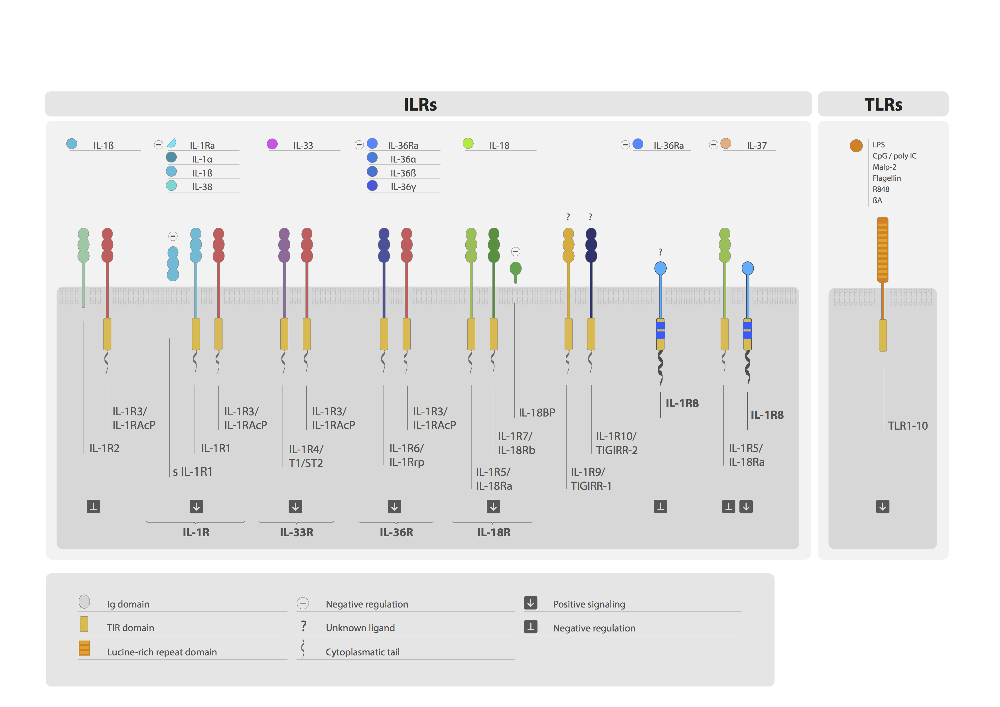 ILRs
TLRs
IL-1ß
IL-1Ra
IL-1α
IL-1ß
IL-38
IL-33
IL-36Ra
IL-36α
IL-36ß
IL-36γ
IL-18
IL-36Ra
IL-37
LPS
CpG / poly IC
Malp-2
Flagellin
R848
ßA
?
?
?
IL-1R3/
IL-1RAcP
IL-1R2
IL-1R3/
IL-1RAcP
IL-1R1
s IL-1R1
IL-1R3/
IL-1RAcP
IL-1R4/
T1/ST2
IL-1R3/
IL-1RAcP
IL-1R6/
IL-1Rrp
IL-18BP
IL-1R7/
IL-18Rb
IL-1R5/
IL-18Ra
IL-1R10/
TIGIRR-2
IL-1R9/
TIGIRR-1
IL-1R8
IL-1R8
IL-1R5/
IL-18Ra
TLR1-10
IL-1R
IL-33R
IL-36R
IL-18R
Ig domain
TIR domain
Lucine-rich repeat domain
Negative regulation
? Unknown ligand
Cytoplasmatic tail
Positive signaling
Negative regulation